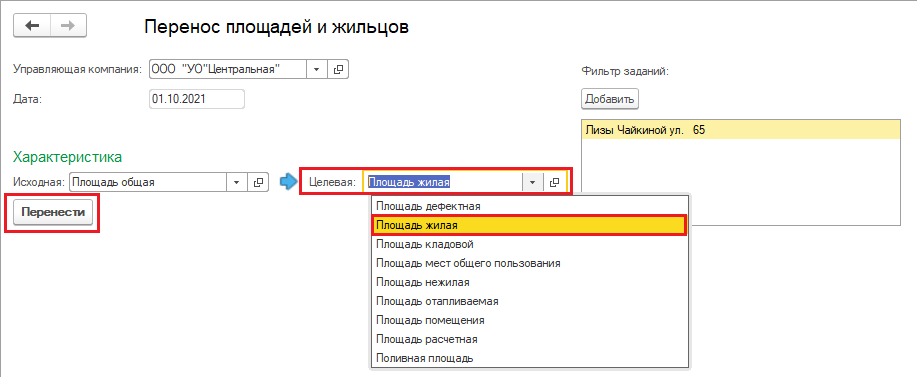 Перенос площадей и жильцов
Управляющая компания: ООО "УО"Центральная"
Фильтр заданий:
Дата: 01.10.2021
Добавить
Лизы Чайкиной ул. 65
Характеристика
Исходная: Площадь общая
Целевая: Площадь жилая
Перенести
Площадь дефектная
Площадь жилая
Площадь кладовой
Площадь мест общего пользования
Площадь нежилая
Площадь отапливаемая
Площадь помещения
Площадь расчетная
Поливная площадь